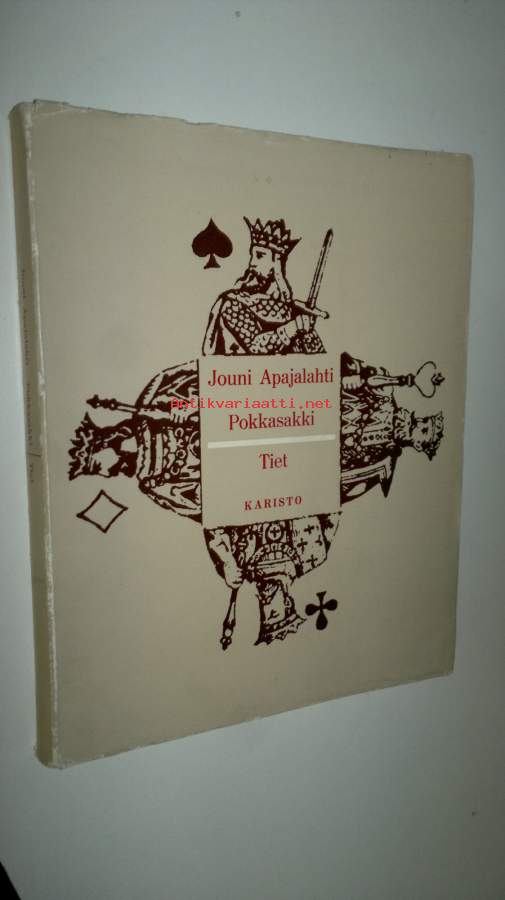 Jouni Apajalahti
Antikvariaatti.net
Pokkasakki
Tiet
KARISTO